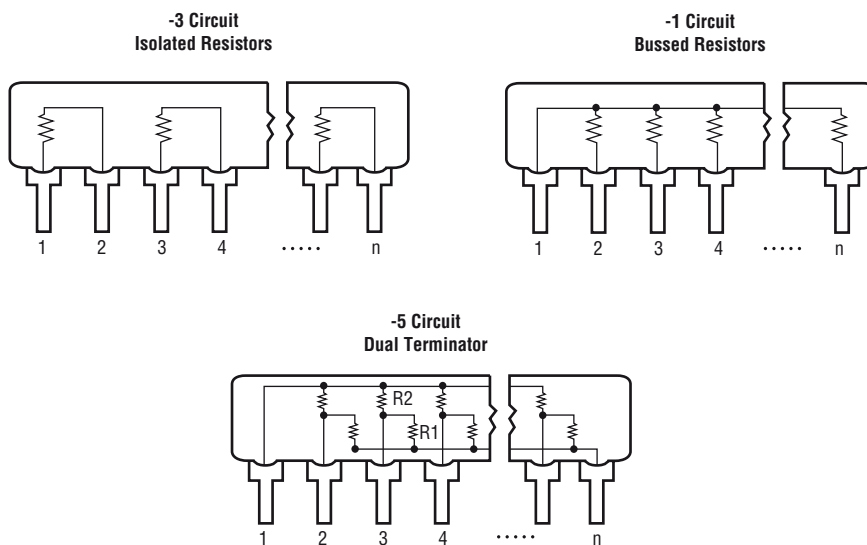 -3 Circuit
Isolated Resistors
1 2 3 4 ····· n
-1 Circuit
Bussed Resistors
1 2 3 4 ····· n
-5 Circuit
Dual Terminator
R2
R1
1 2 3 4 ····· n